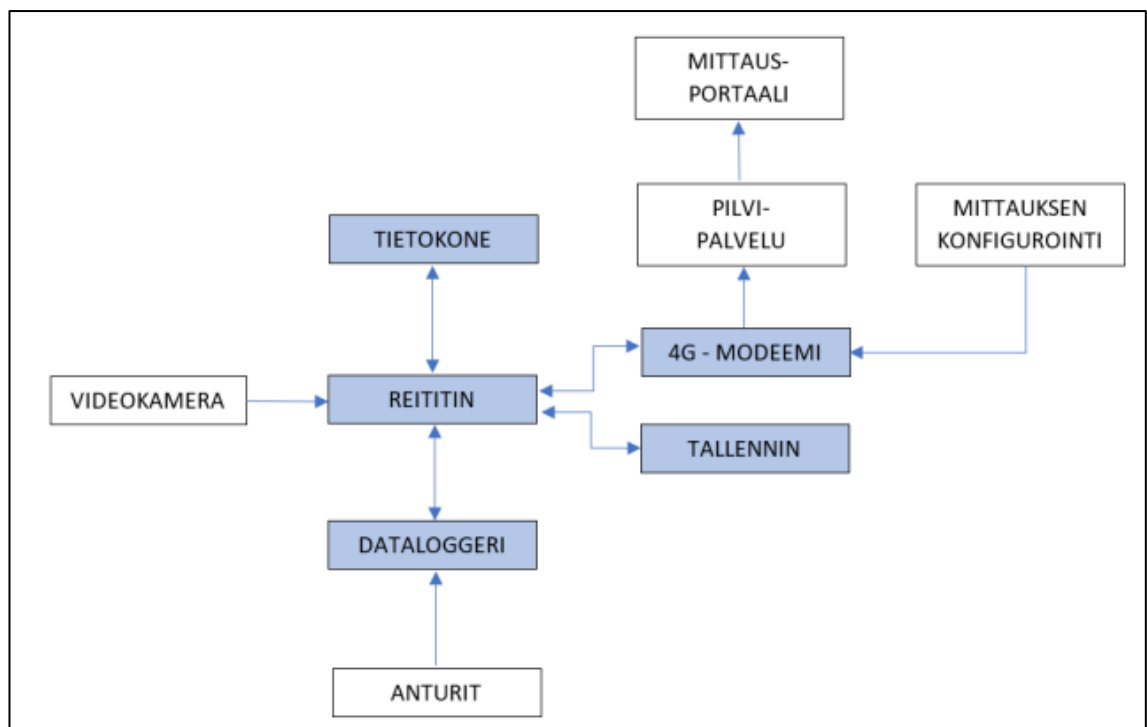 MITTAUS-
PORTAALI
PILVI-
PALVELU
MITTAUKSEN
KONFIGUROINTI
TIETOKONE
4G - MODEEMI
VIDEOKAMERA
REITITIN
TALLENNIN
DATALOGGERI
ANTURIT